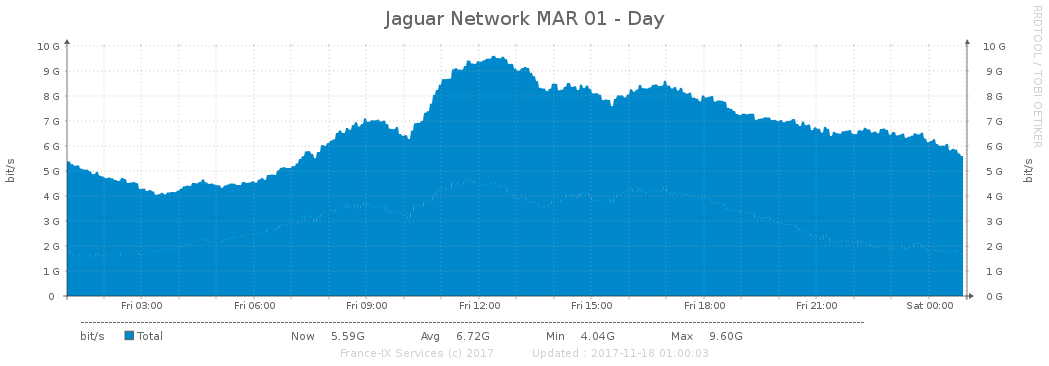 Jaguar Network MAR 01 - Day
RRDTOOL / TOBI OETIKER
bit/s
bit/s
10 G 10 G
9 G 9 G
8 G 8 G
7 G 7 G
6 G 6 G
5 G 5 G
4 G 4 G
3 G 3 G
2 G 2 G
1 G 1 G
0 0 G
Fri 03:00 Fri 06:00 Fri 09:00 Fri 12:00 Fri 15:00 Fri 18:00 Fri 21:00 Sat 00:00
bit/s Total Now 5.59G Avg 6.72G Min 4.04G Max 9.60G
France-IX Services (c) 2017 Updated : 2017-11-18 01:00:03